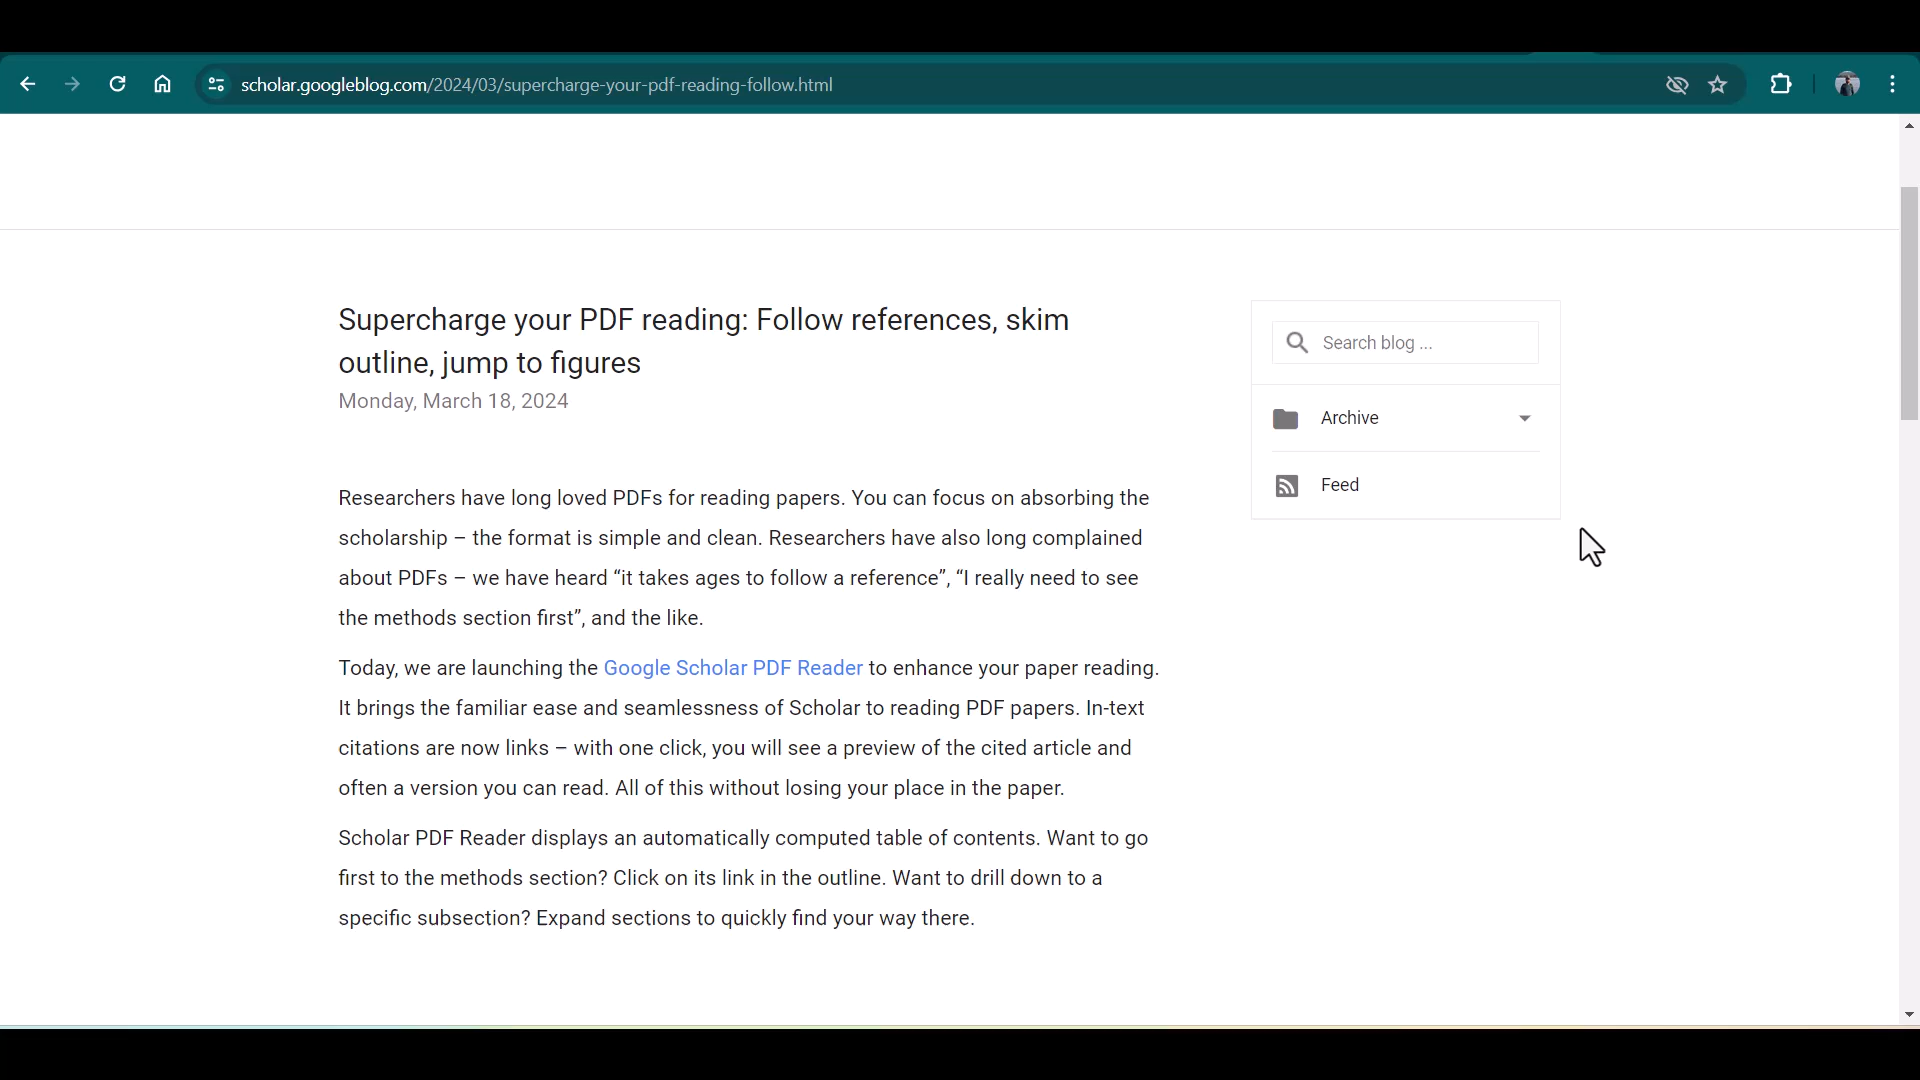 scholar.googleblog.com/2024/03/supercharge-your-pdf-reading-follow.html
Supercharge your PDF reading: Follow references, skim
outline, jump to figures
Monday, March 18, 2024
Researchers have long loved PDFs for reading papers. You can focus on absorbing the
scholarship – the format is simple and clean. Researchers have also long complained
about PDFs – we have heard “it takes ages to follow a reference”, “I really need to see
the methods section first”, and the like.
Today, we are launching the Google Scholar PDF Reader to enhance your paper reading.
It brings the familiar ease and seamlessness of Scholar to reading PDF papers. In-text
citations are now links – with one click, you will see a preview of the cited article and
often a version you can read. All of this without losing your place in the paper.
Scholar PDF Reader displays an automatically computed table of contents. Want to go
first to the methods section? Click on its link in the outline. Want to drill down to a
specific subsection? Expand sections to quickly find your way there.
Search blog ...
Archive
Feed